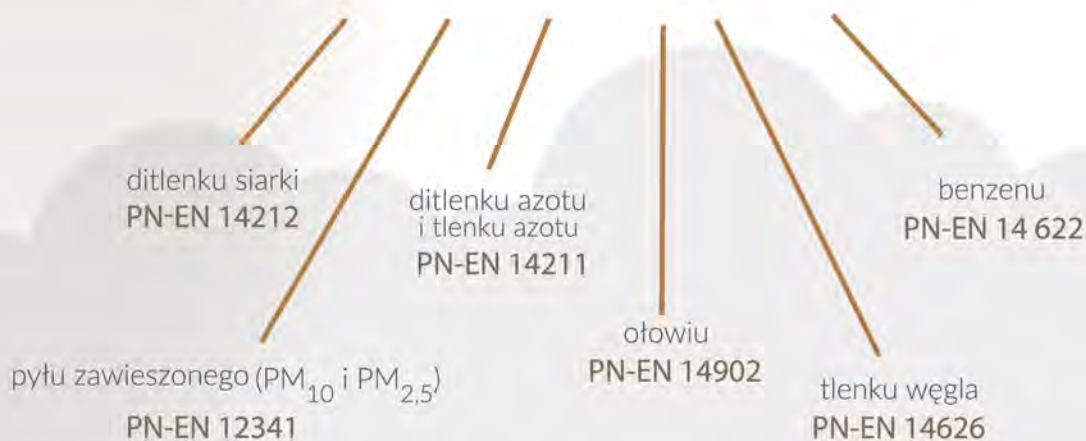 ditlenku siarki
PN-EN 14212
ditlenku azotu
i tlenku azotu
PN-EN 14211
benzenu
PN-EN 14 622
pyłu zawieszonego (PM10 i PM2,5)
PN-EN 12341
ołowiu
PN-EN 14902
tlenku węgla
PN-EN 14626